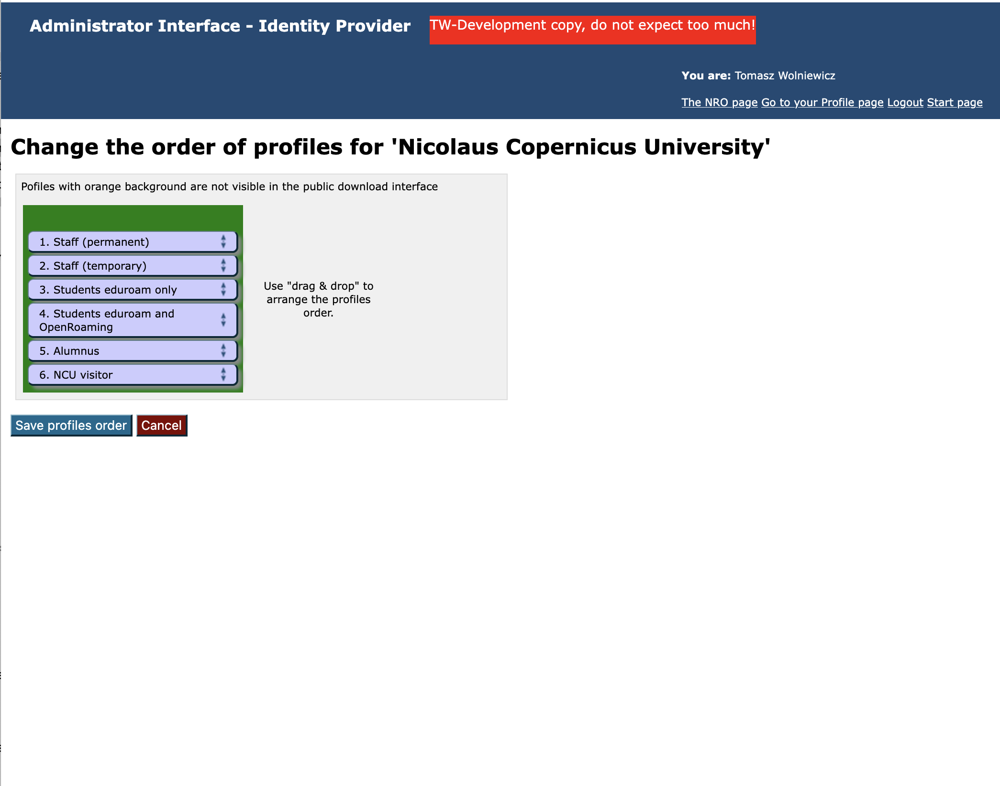 Administrator Interface - Identity Provider
TW-Development copy, do not expect too much!
You are: Tomasz Wolniewicz
The NRO page Go to your Profile page Logout Start page
Change the order of profiles for 'Nicolaus Copernicus University'
Pofiles with orange background are not visible in the public download interface
1. Staff (permanent)
2. Staff (temporary)
3. Students eduroam only
4. Students eduroam and
OpenRoaming
5. Alumnus
6. NCU visitor
Use "drag & drop" to
arrange the profiles
order.
Save profiles order
Cancel